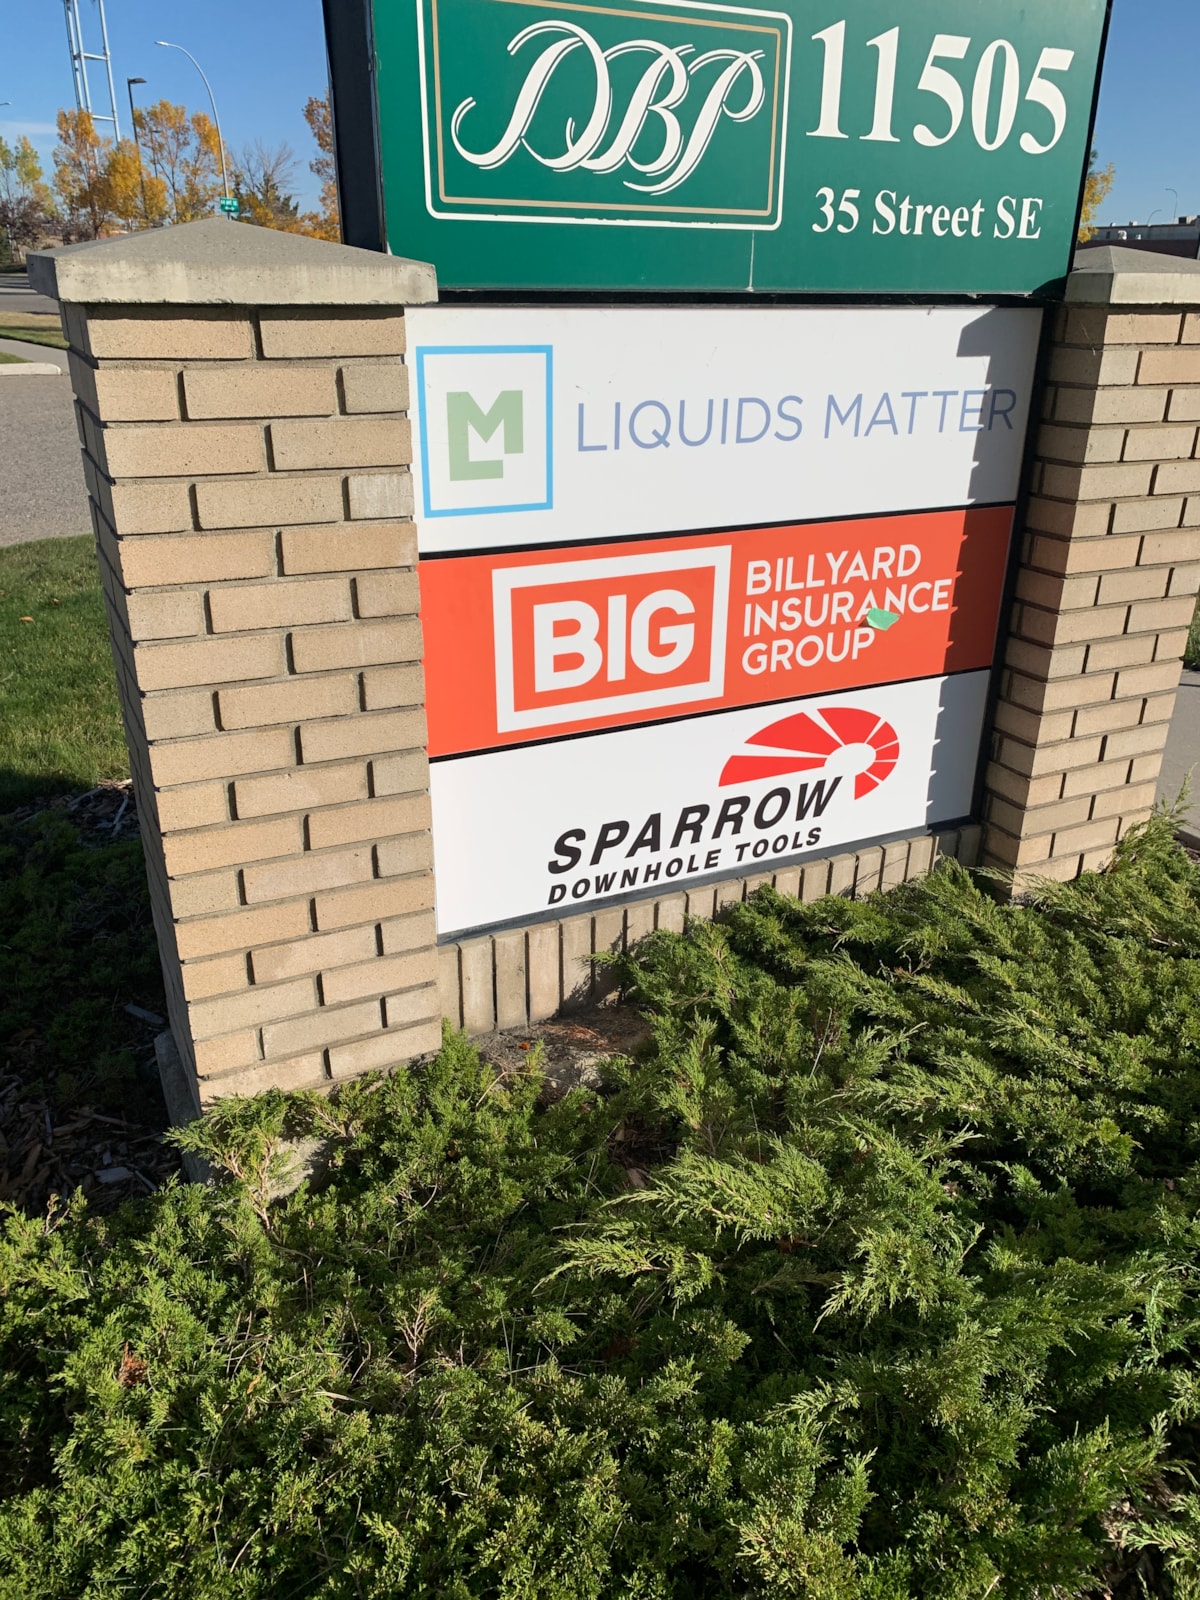 DBP
11505
35 Street SE
LM
LIQUIDS MATTER
BIG
BILLYARD
INSURANCE
GROUP
SPARROW
DOWNHOLE TOOLS